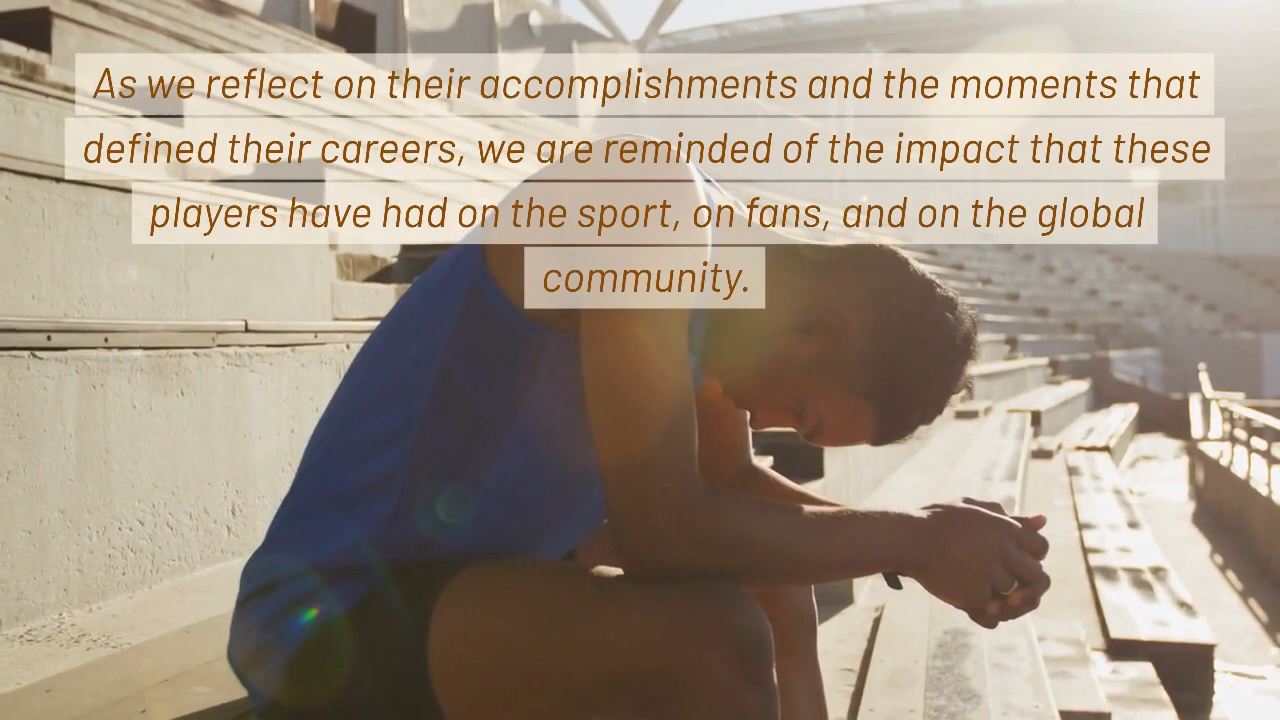 As we reflect on their accomplishments and the moments that
defined their careers, we are reminded of the impact that these
players have had on the sport, on fans, and on the global
community.